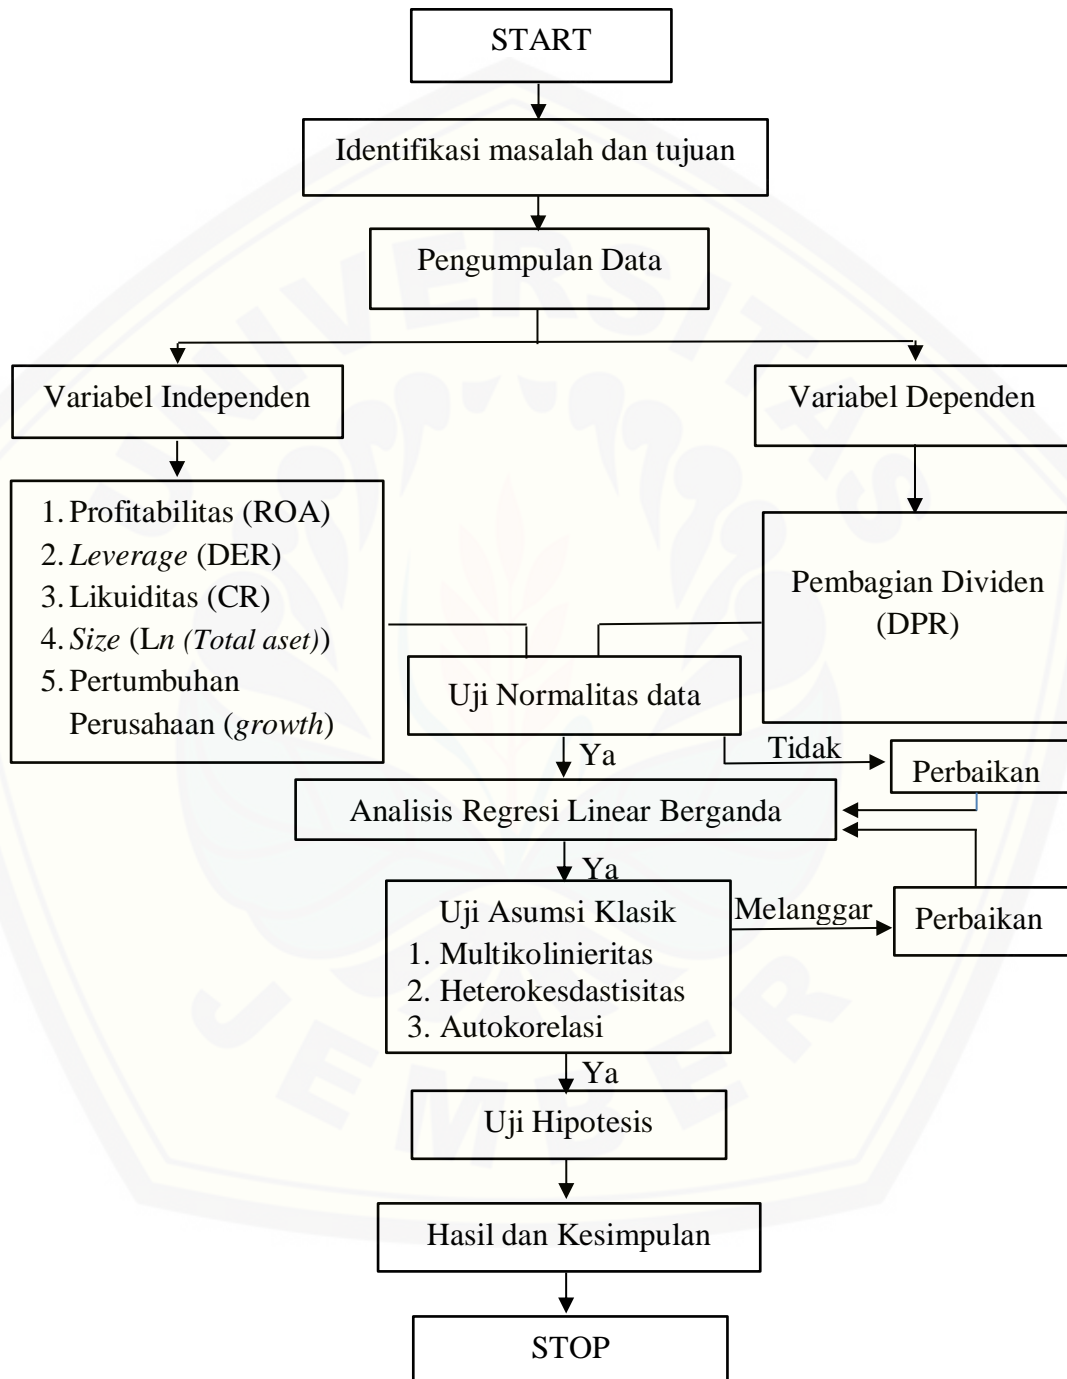 START
Identifikasi masalah dan tujuan
Pengumpulan Data
Variabel Independen
Variabel Dependen
1. Profitabilitas (ROA)
2. Leverage (DER)
3. Likuiditas (CR)
4. Size (Ln (Total aset))
5. Pertumbuhan
Perusahaan (growth)
Pembagian Dividen
(DPR)
Uji Normalitas data
Ya
Tidak
Perbaikan
Analisis Regresi Linear Berganda
Ya
Uji Asumsi Klasik
1. Multikolinieritas
2. Heterokesdastisitas
3. Autokorelasi
Melanggar
Perbaikan
Ya
Uji Hipotesis
Hasil dan Kesimpulan
STOP
UNIVERSITAS
JEMBER